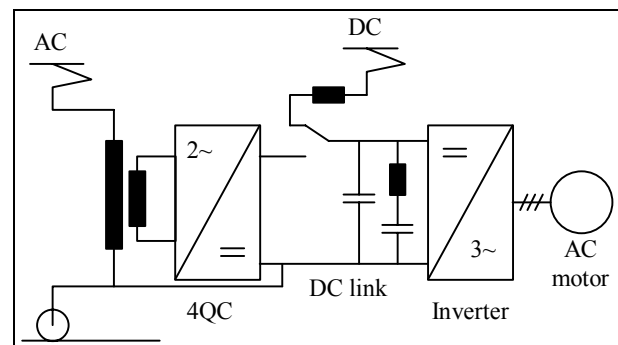 AC
DC
2~
=
=
3~
4QC
DC link
Inverter
AC
motor